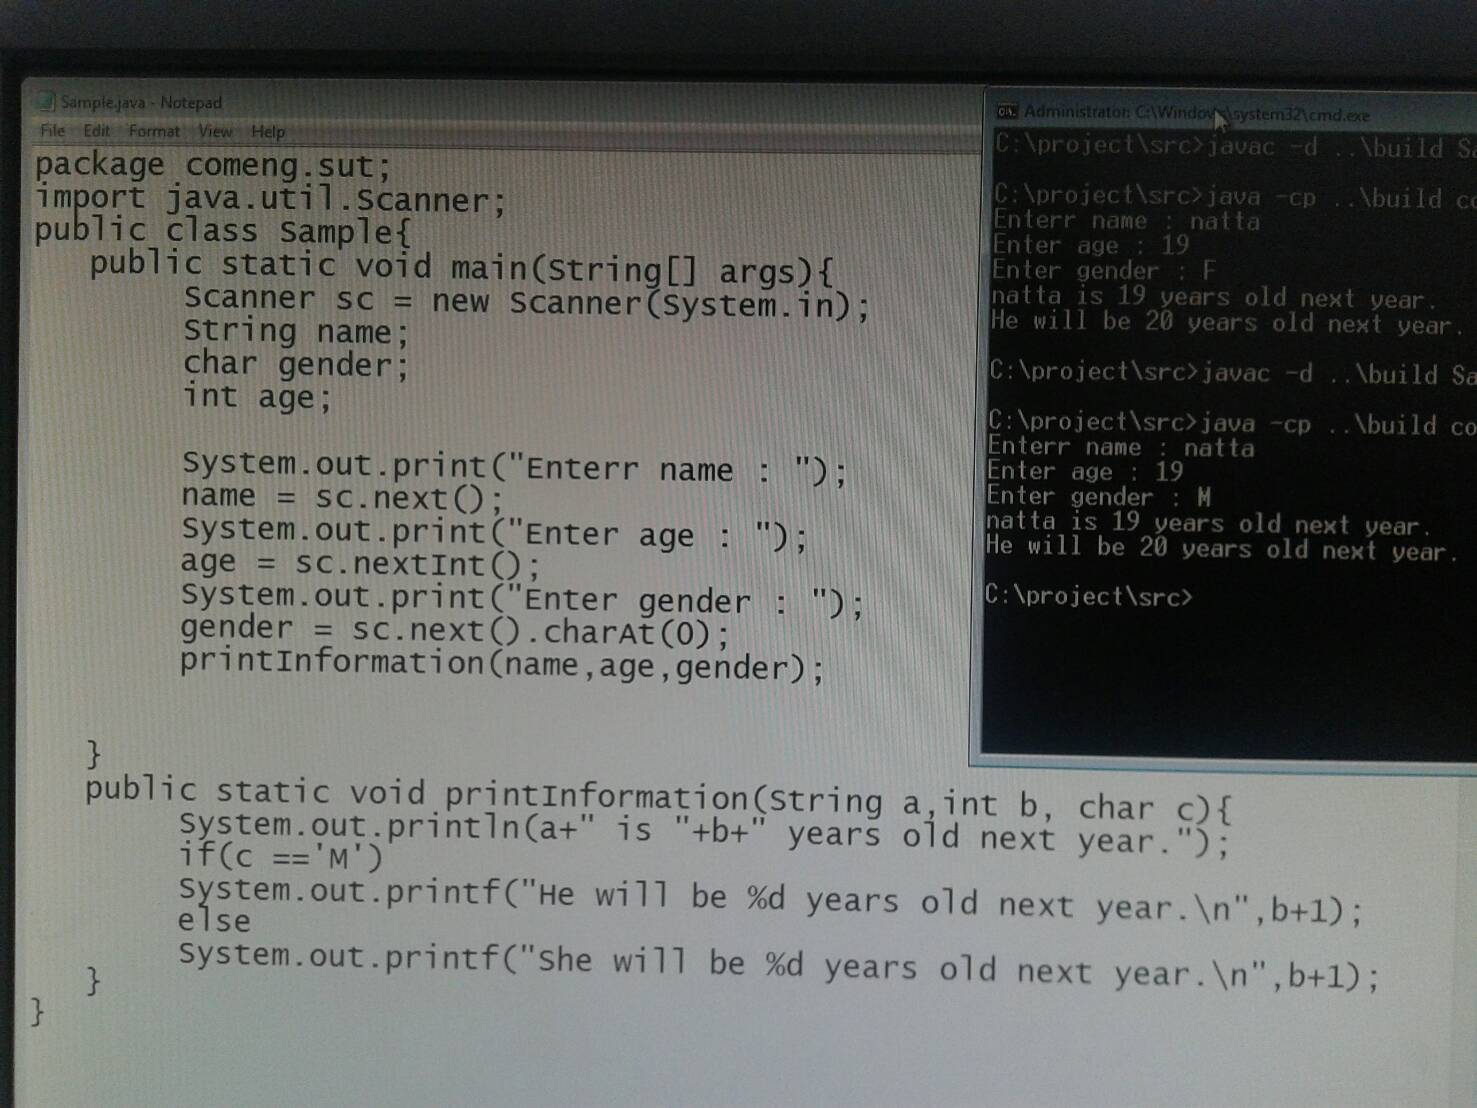 Sample.java - Notepad
File Edit Format View Help
package comeng.sut;
import java.util.Scanner;
public class Sample{
public static void main(String[] args){
Scanner sc = new Scanner(System.in);
String name;
char gender;
int age;
System.out.print("Enterr name : ");
name = sc.next();
System.out.print("Enter age : ");
age = sc.nextInt();
System.out.print("Enter gender : ");
gender = sc.next().charAt(0);
printInformation(name,age,gender);
}
public static void printInformation(String a,int b, char c){
System.out.println(a+" is "+b+" years old next year.");
if(c =='M')
System.out.printf("He will be %d years old next year.\n",b+1);
else
System.out.printf("She will be %d years old next year.\n",b+1);
}
}
Administrator: C:\Windows\system32\cmd.exe
C:\project\src>javac -d ..\build Sa
C:\project\src>java -cp ..\build co
Enterr name : natta
Enter age : 19
Enter gender : F
natta is 19 years old next year.
He will be 20 years old next year.
C:\project\src>javac -d ..\build Sa
C:\project\src>java -cp ..\build co
Enterr name : natta
Enter age : 19
Enter gender : M
natta is 19 years old next year.
He will be 20 years old next year.
C:\project\src>